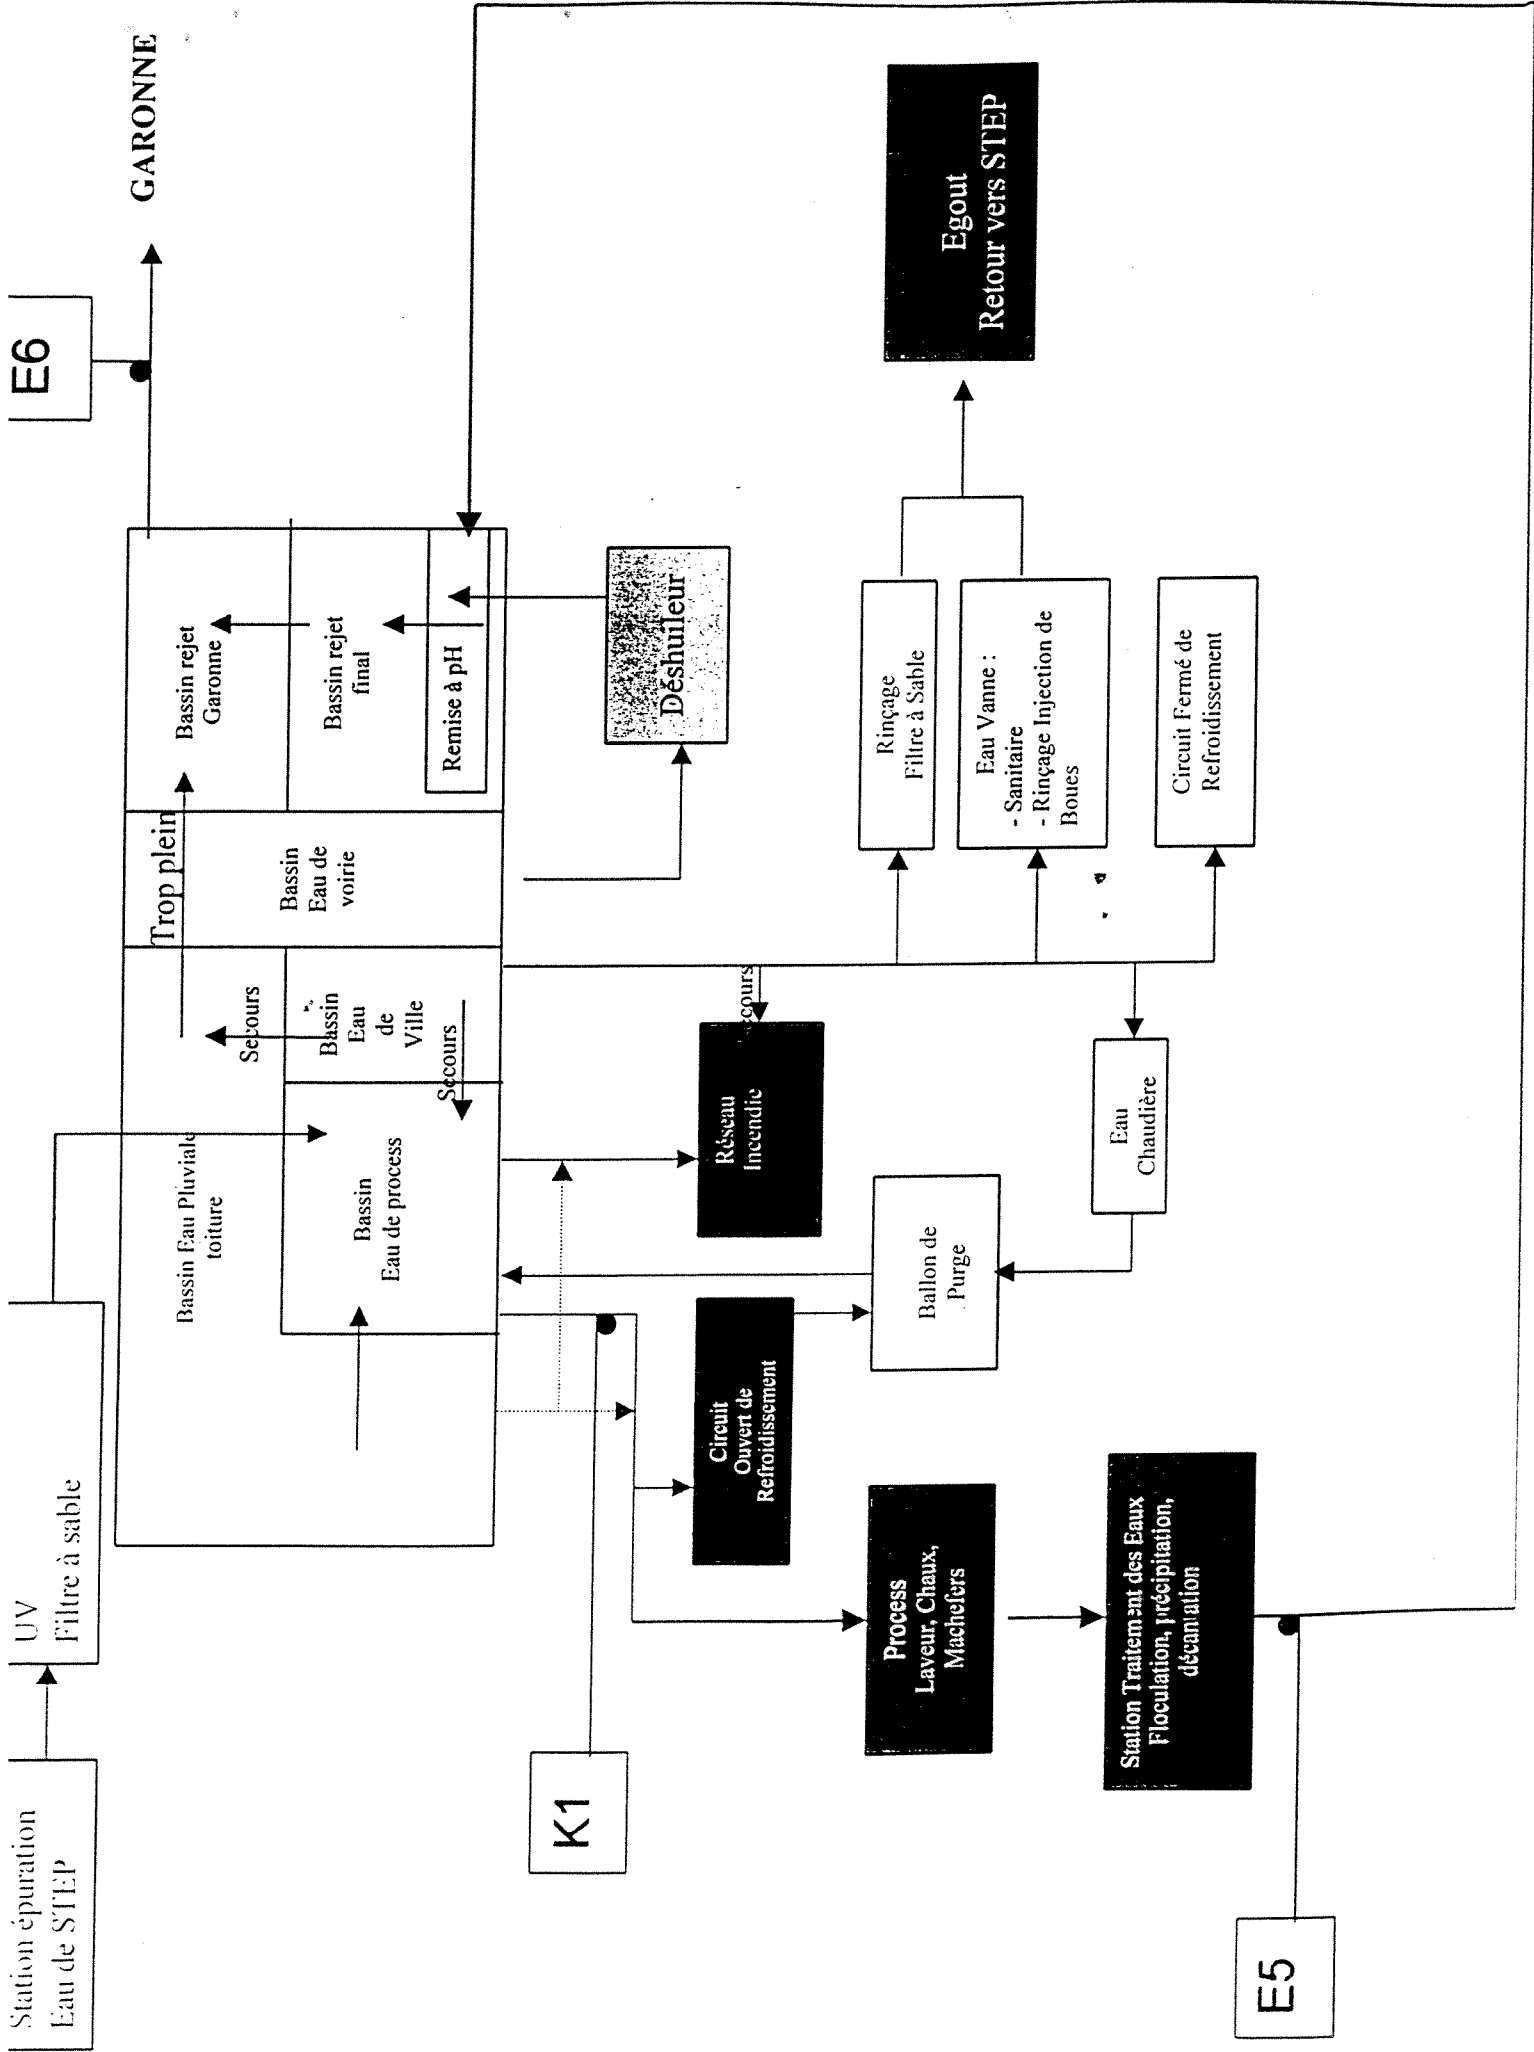 Station épuration
Eau de STEP
UV
Filtre à sable
E6
GARONNE
Bassin Eau Pluviale
toiture
Trop plein
Bassin rejet
Garonne
Secours
Bassin
Eau
de
Ville
Secours
Bassin
Eau de process
Bassin
Eau de
voirie
Bassin rejet
final
Remise à pH
K1
Déshuileur
Circuit
Ouvert de
Refroidissement
Réseau
Incendie
ecours
Process
Laveur, Chaux,
Machefers
Ballon de
Purge
Rinçage
Filtre à Sable
Egout
Retour vers STEP
Eau Vanne :
- Sanitaire
- Rinçage Injection de
Boues
Eau
Chaudière
Circuit Fermé de
Refroidissement
Station Traitement des Eaux
Floculation, précipitation,
décantation
E5